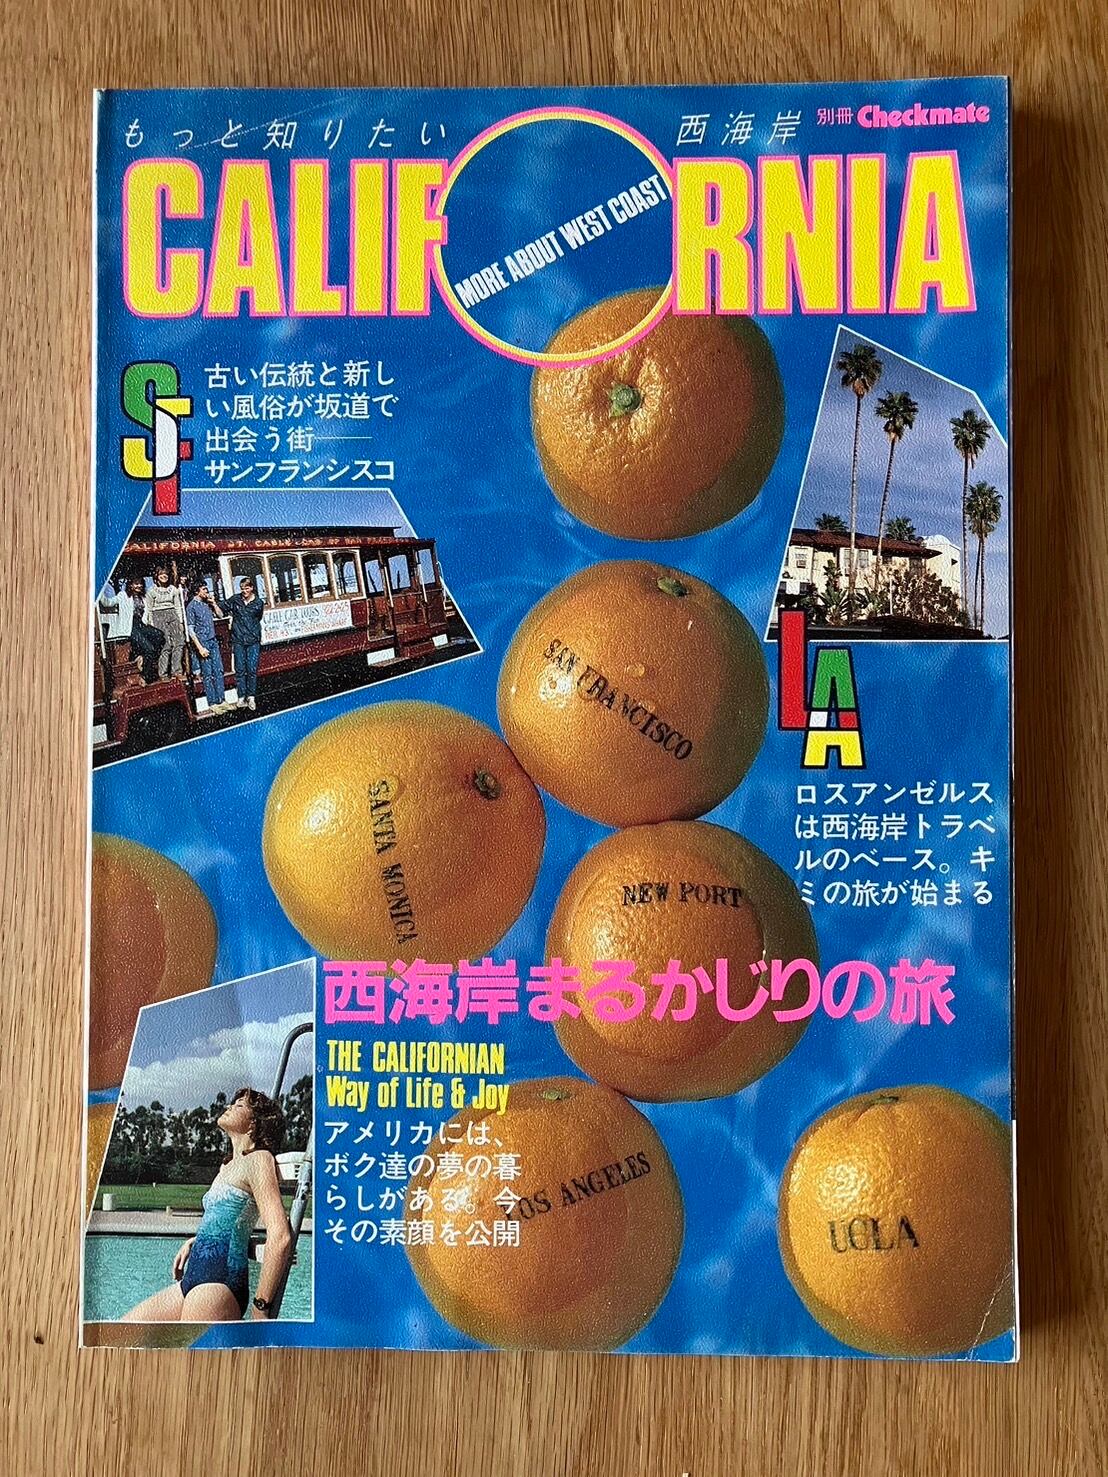 もっと知りたい 西海岸 別冊 Checkmate
CALIF RNIA
MORE ABOUT WEST COAST
SF
古い伝統と新し
い風俗が坂道で
出会う街──
サンフランシスコ
SAN FRANCISCO
SANTA MONICA
NEW PORT
LA
LA
ロスアンゼルス
は西海岸トラベ
ルのベース。キ
ミの旅が始まる
西海岸まるかじりの旅
THE CALIFORNIAN
Way of Life & Joy
アメリカには、
ボク達の夢の暮
らしがある。今
その素顔を公開
LOS ANGELES
UCLA